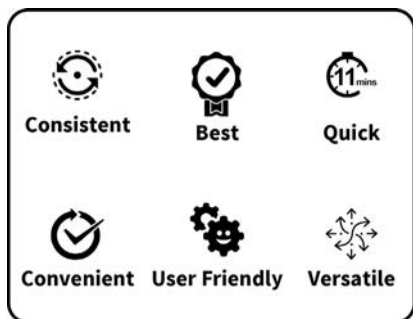 11 mins
Consistent
Best
Quick
Convenient
User Friendly
Versatile